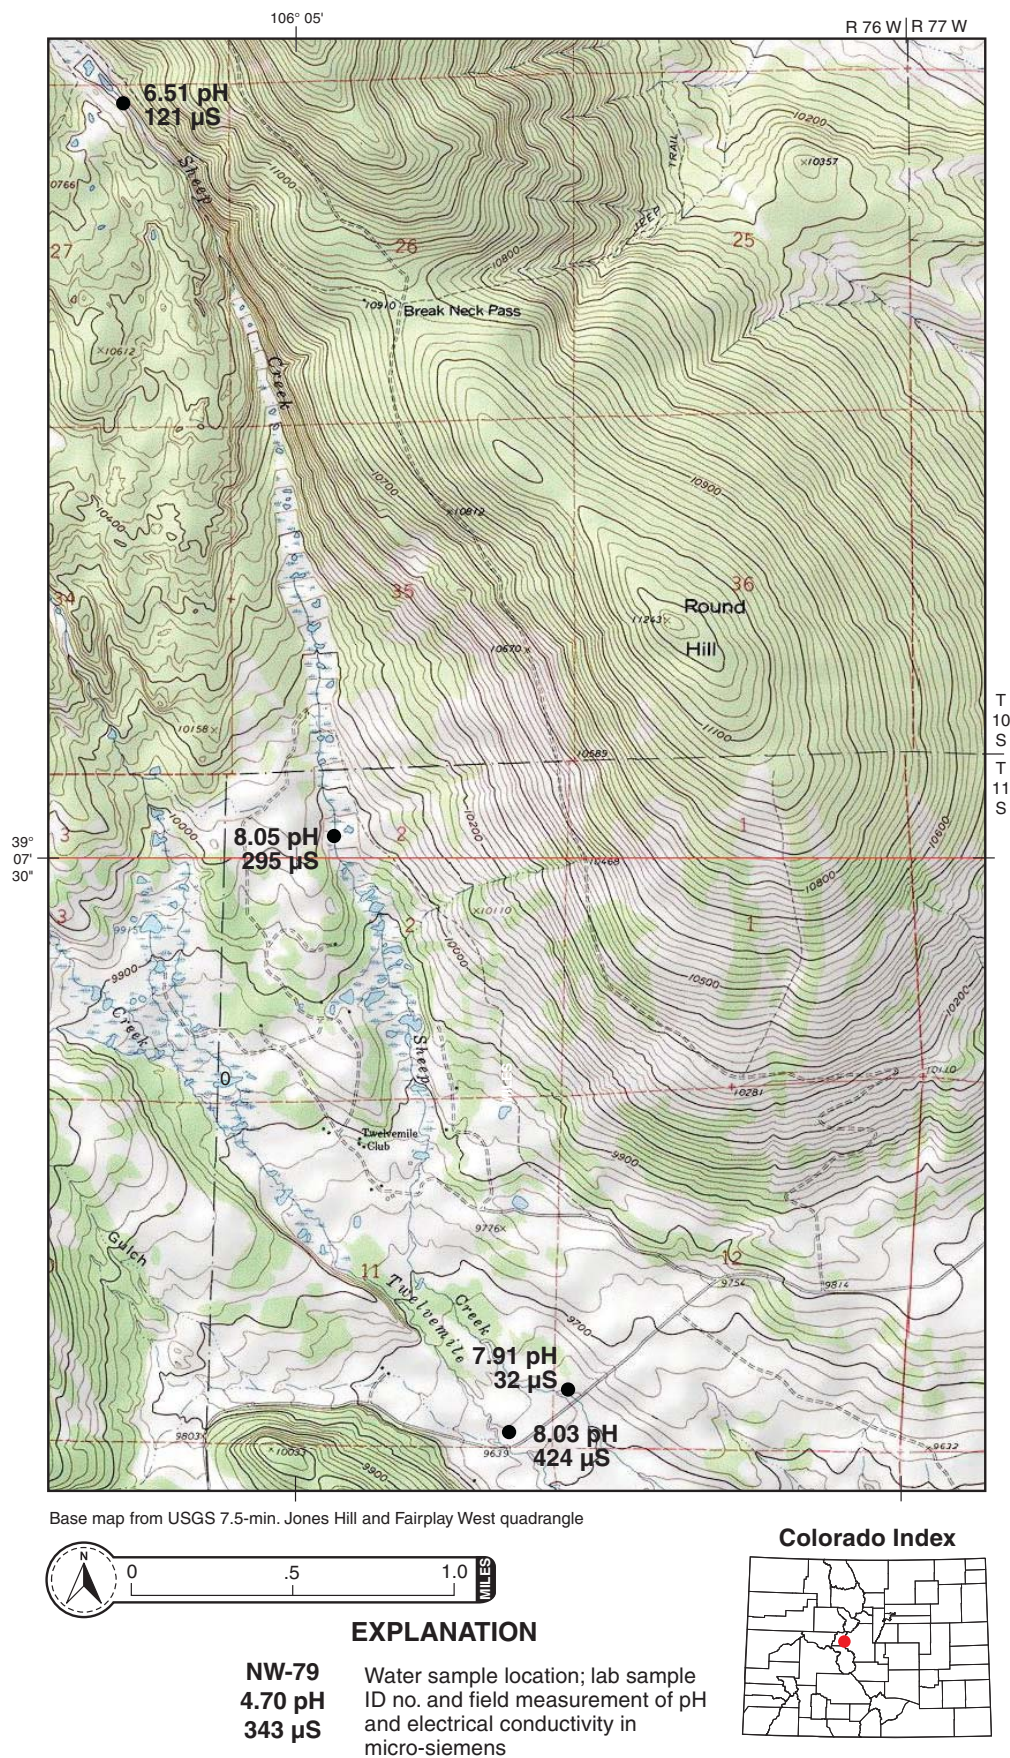 106° 05'
R 76 W
R 77 W
6.51 pH
121 µS
Sheep
11000
10200
×10357
TRAIL
0766
JEEP
27
26
25
10800
10910
Break Neck Pass
×10612
Creek
10700
10900
×10812
10400
34
35
36
Round
11243×
Hill
10670×
T
10
S
10158×
11100
10589
T
11
S
10000
10200
10600
3
8.05 pH
295 µS
2
1
39°
07'
30"
10468
10800
3
×10110
2
1
9915
10000
9900
10500
10200
Creek
Sheep
0
MILES
10281
10110
Twelvemile
Club
9900
9776×
Gulch
11
12
9754
9814
Twelvemile
Creek
9700
7.91 pH
32 µS
8.03 pH
424 µS
9803
×10033
9639
9632
9900
Base map from USGS 7.5-min. Jones Hill and Fairplay West quadrangle
N
0
.5
1.0
MILES
Colorado Index
EXPLANATION
NW-79
4.70 pH
343 µS
Water sample location; lab sample
ID no. and field measurement of pH
and electrical conductivity in
micro-siemens